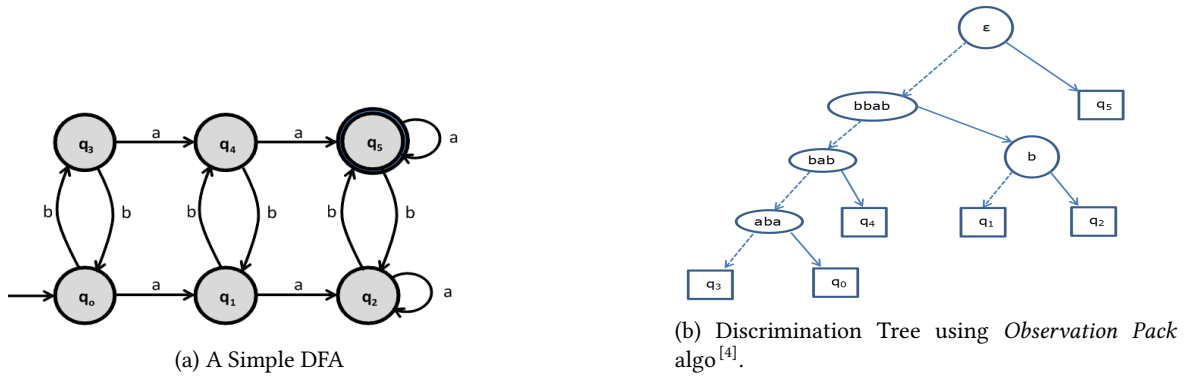 q3
a
q4
a
q5
a
b
b
b
b
b
b
qo
a
q1
a
q2
a
(a) A Simple DFA
ε
bbab
q5
bab
b
aba
q4
q1
q2
q3
q0
(b) Discrimination Tree using Observation Pack
algo[4].